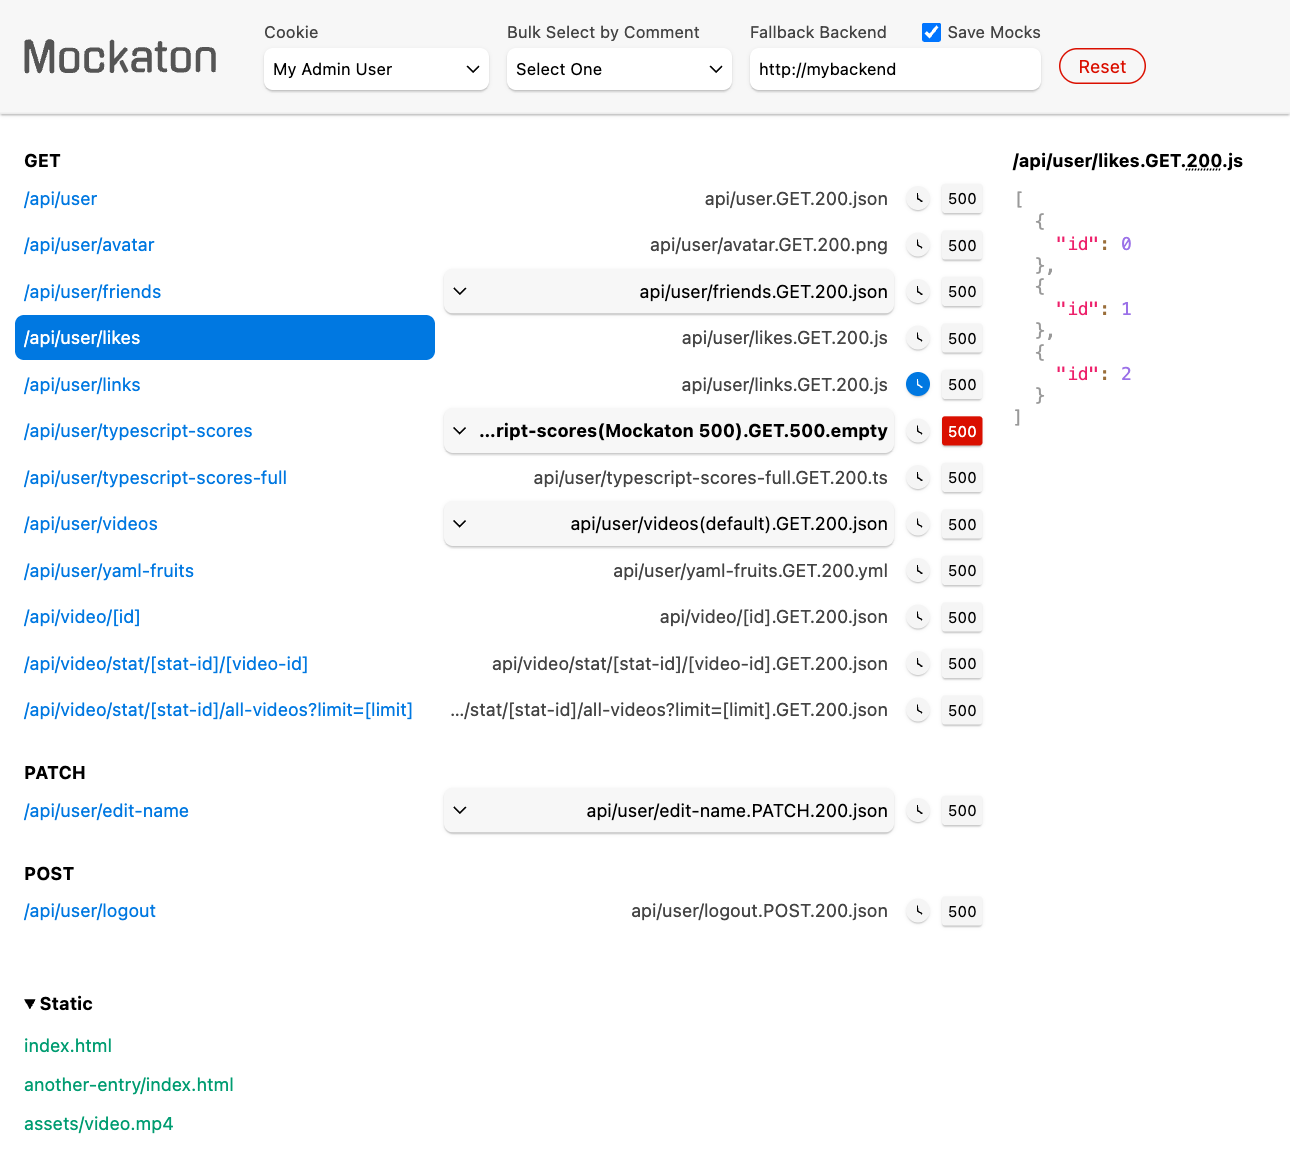 Mockaton
Cookie
My Admin User
Bulk Select by Comment
Select One
Fallback Backend
Save Mocks
http://mybackend
Reset
GET
/api/user api/user.GET.200.json 500
/api/user/avatar api/user/avatar.GET.200.png 500
/api/user/friends api/user/friends.GET.200.json 500
/api/user/likes api/user/likes.GET.200.js 500
/api/user/links api/user/links.GET.200.js 500
/api/user/typescript-scores ...ript-scores(Mockaton 500).GET.500.empty 500
/api/user/typescript-scores-full api/user/typescript-scores-full.GET.200.ts 500
/api/user/videos api/user/videos(default).GET.200.json 500
/api/user/yaml-fruits api/user/yaml-fruits.GET.200.yml 500
/api/video/[id] api/video/[id].GET.200.json 500
/api/video/stat/[stat-id]/[video-id] api/video/stat/[stat-id]/[video-id].GET.200.json 500
/api/video/stat/[stat-id]/all-videos?limit=[limit] .../stat/[stat-id]/all-videos?limit=[limit].GET.200.json 500
PATCH
/api/user/edit-name api/user/edit-name.PATCH.200.json 500
POST
/api/user/logout api/user/logout.POST.200.json 500
Static
index.html
another-entry/index.html
assets/video.mp4
/api/user/likes.GET.200.js
[
{
"id": 0
},
{
"id": 1
},
{
"id": 2
}
]